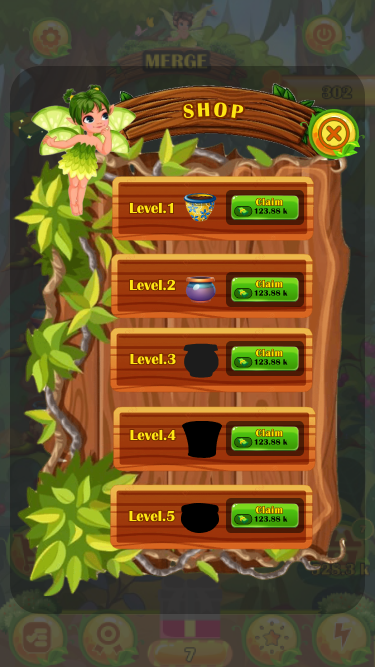 MERGE
302
SHOP
Level.1
Claim
123.88 k
Level.2
Claim
123.88 k
Level.3
Claim
123.88 k
Level.4
Claim
123.88 k
Level.5
Claim
123.88 k
7